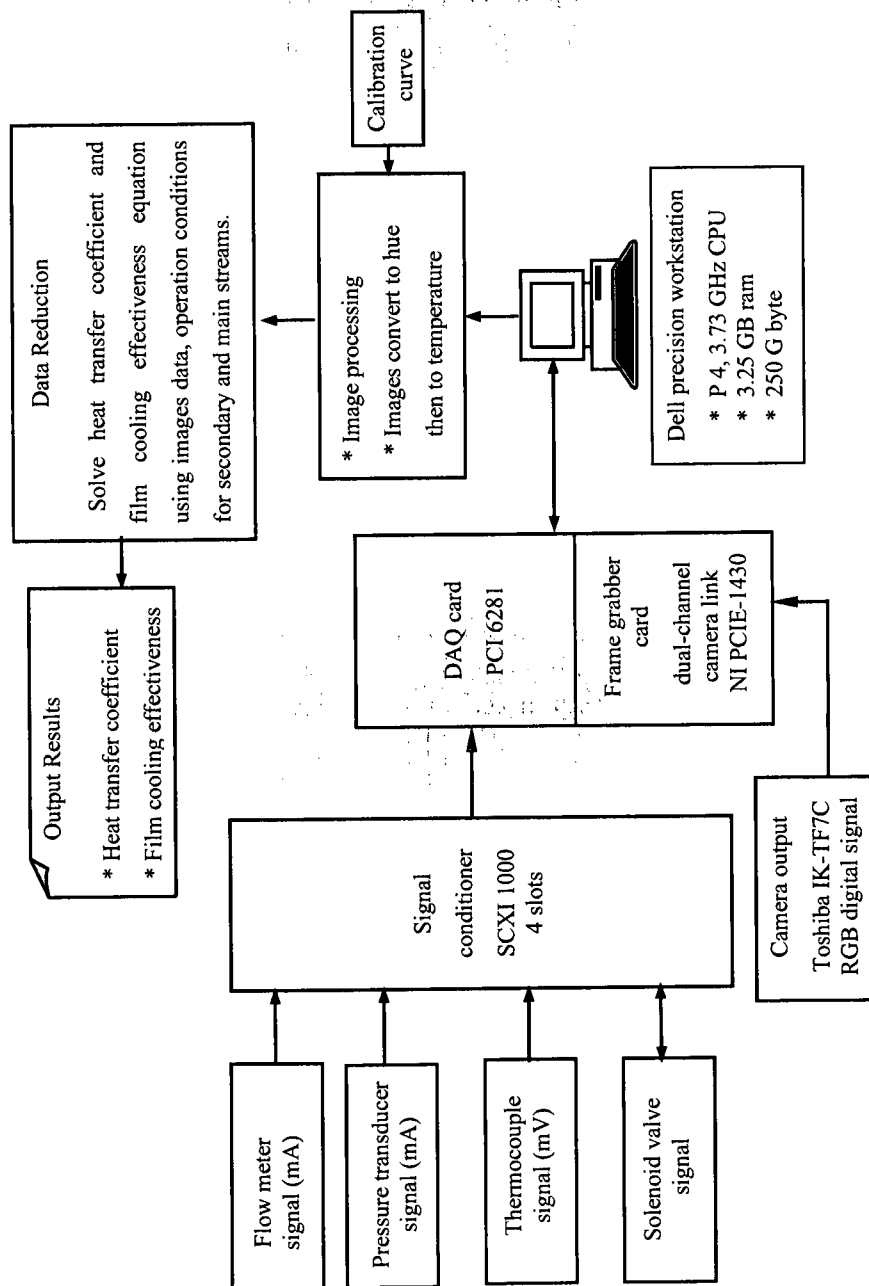 Flow meter
signal (mA)
Pressure transducer
signal (mA)
Thermocouple
signal (mV)
Solenoid valve
signal
Signal
conditioner
SCXI 1000
4 slots
Camera output
Toshiba IK-TF7C
RGB digital signal
DAQ card
PCI 6281
Frame grabber
card
dual-channel
camera link
NI PCIE-1430
Dell precision workstation
* P 4, 3.73 GHz CPU
* 3.25 GB ram
* 250 G byte
* Image processing
* Images convert to hue
then to temperature
Calibration
curve
Data Reduction
Solve heat transfer coefficient and
film cooling effectiveness equation
using images data, operation conditions
for secondary and main streams.
Output Results
* Heat transfer coefficient
* Film cooling effectiveness